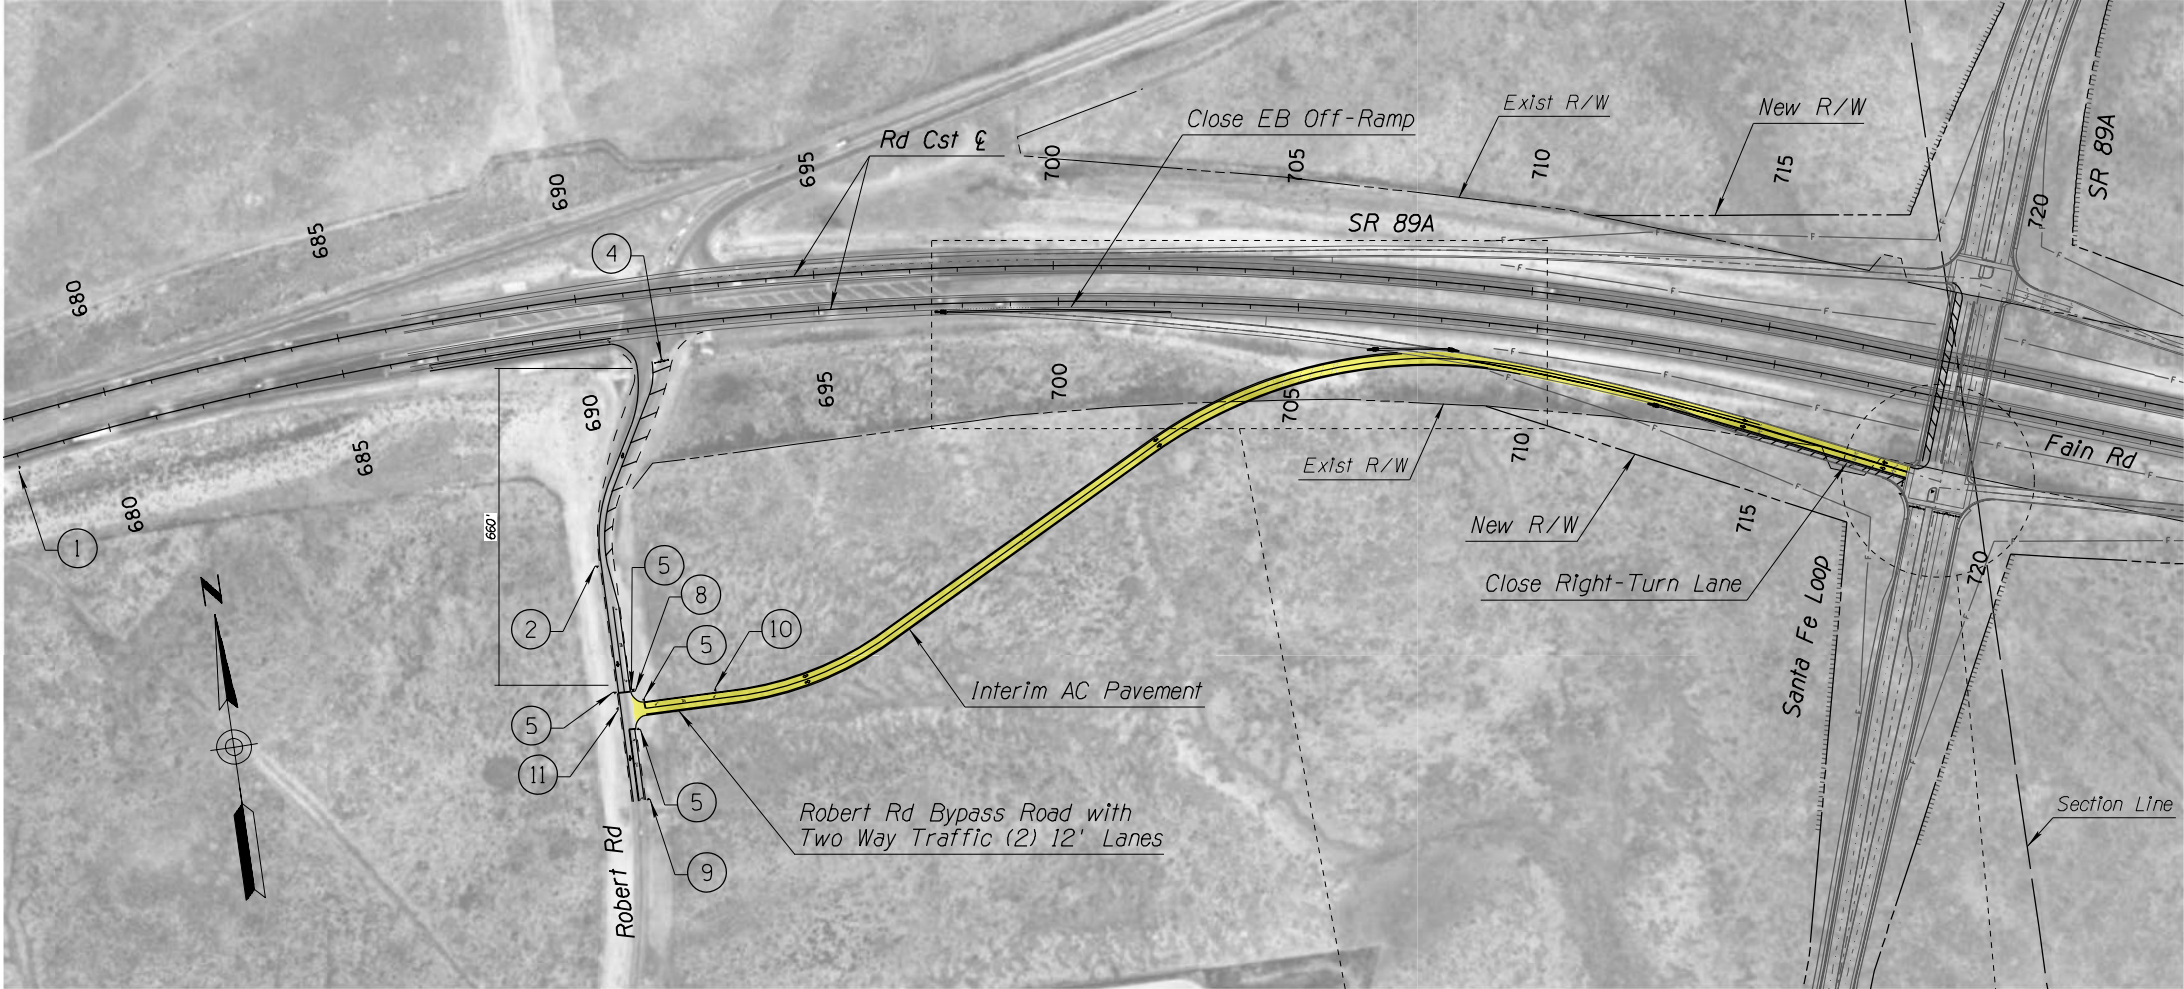 Exist R/W
New R/W
Close EB Off-Ramp
Rd Cst ℄
SR 89A
SR 89A
680
685
690
695
700
705
710
715
720
4
680
685
690
695
700
705
710
715
720
Fain Rd
Exist R/W
New R/W
Close Right-Turn Lane
Santa Fe Loop
660'
1
N
2
5
8
5
10
5
11
5
9
Interim AC Pavement
Robert Rd Bypass Road with
Two Way Traffic (2) 12' Lanes
Robert Rd
Section Line
F
F
F
F
F
F
F
F
F
F
F
F
F
F